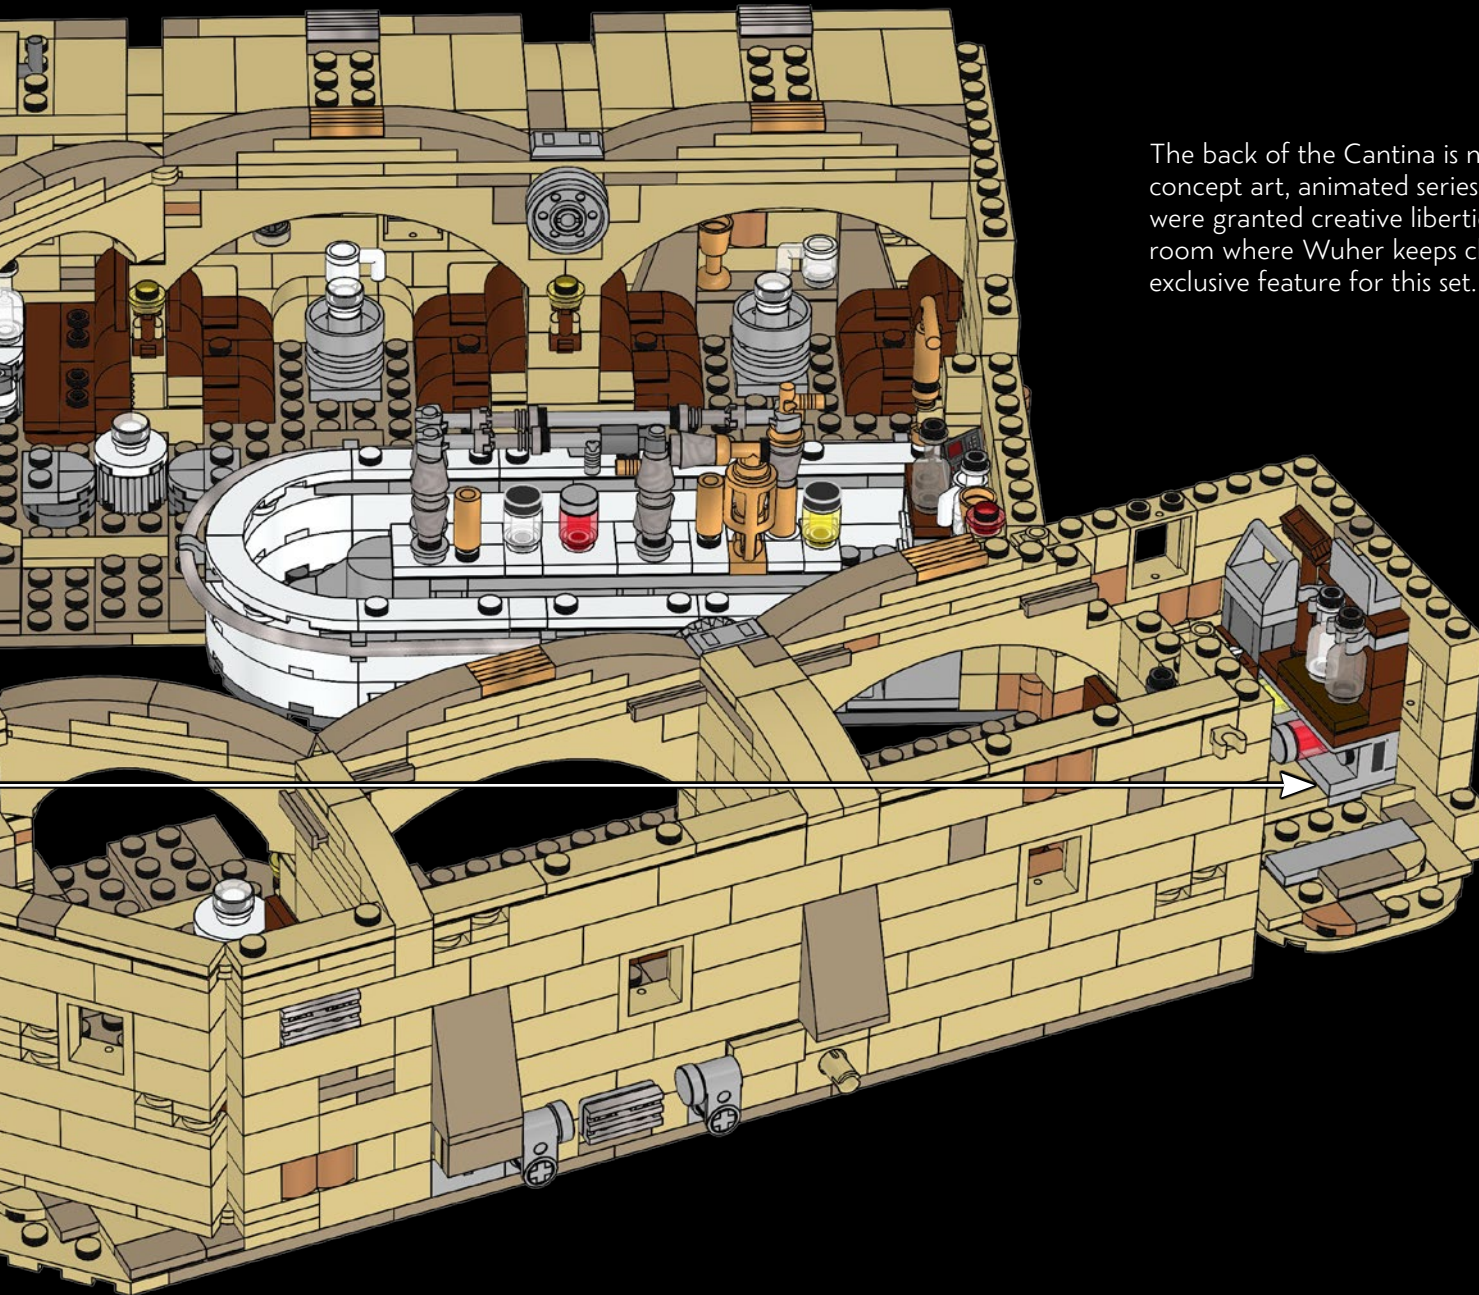 The back of the Cantina is
concept art, animated series
were granted creative
room where Wuher keeps
exclusive feature for this set.